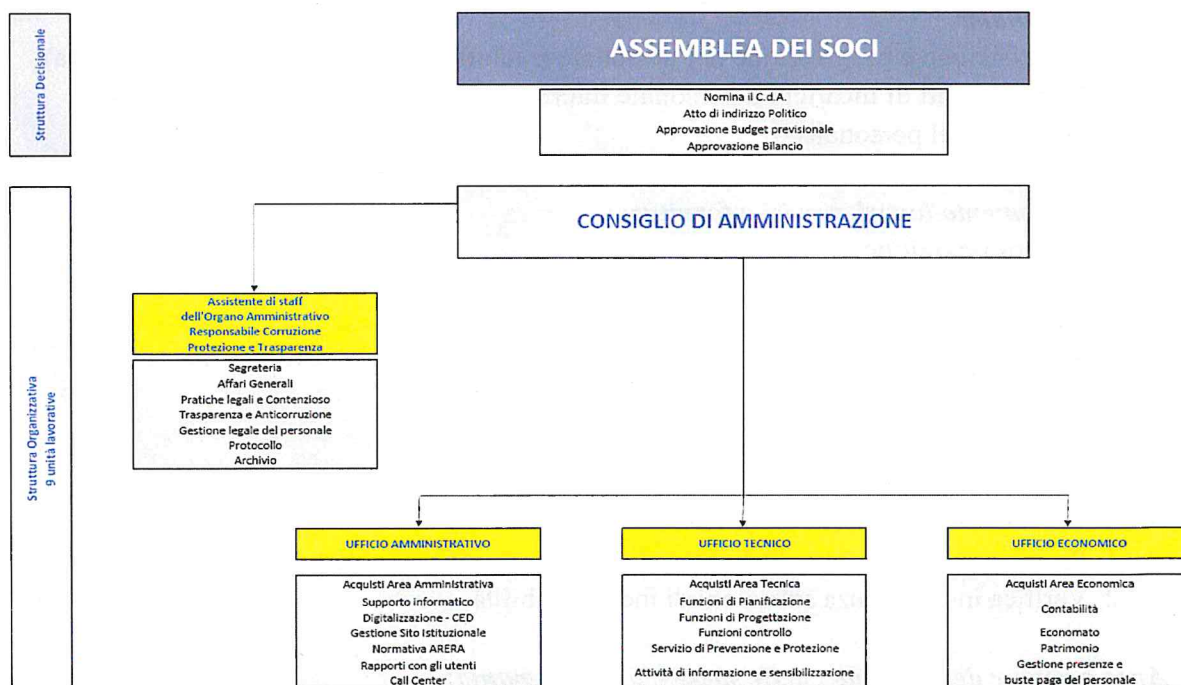 Struttura Decisionale
ASSEMBLEA DEI SOCI
Nomina il C.d.A.
Atto di indirizzo Politico
Approvazione Budget previsionale
Approvazione Bilancio
Struttura Organizzativa
9 unità lavorative
CONSIGLIO DI AMMINISTRAZIONE
Assistente di staff
dell'Organo Amministrativo
Responsabile Corruzione
Protezione e Trasparenza
Segreteria
Affari Generali
Pratiche legali e Contenzioso
Trasparenza e Anticorruzione
Gestione legale del personale
Protocollo
Archivio
UFFICIO AMMINISTRATIVO
Acquisti Area Amministrativa
Supporto informatico
Digitalizzazione - CED
Gestione Sito Istituzionale
Normativa ARERA
Rapporti con gli utenti
Call Center
UFFICIO TECNICO
Acquisti Area Tecnica
Funzioni di Pianificazione
Funzioni di Progettazione
Funzioni controllo
Servizio di Prevenzione e Protezione
Attività di informazione e sensibilizzazione
UFFICIO ECONOMICO
Acquisti Area Economica
Contabilità
Economato
Patrimonio
Gestione presenze e
buste paga del personale